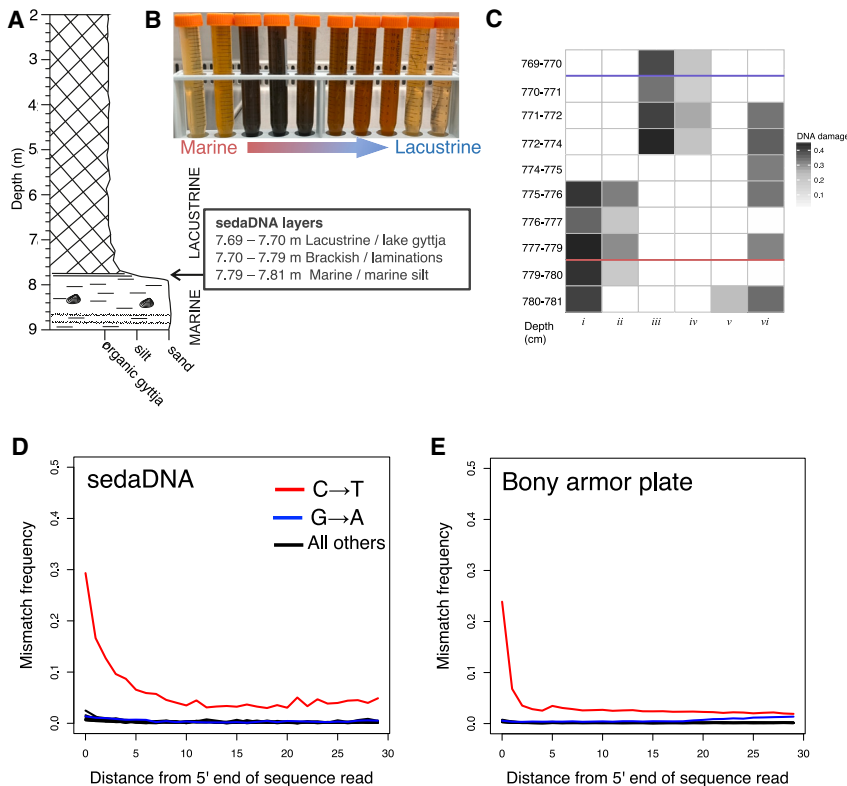 A
2
3
4
5
6
7
8
9
Depth (m)
organic gyttja
silt
sand
LACUSTRINE
MARINE
B
Marine
Lacustrine
sedaDNA layers
7.69 – 7.70 m Lacustrine / lake gyttja
7.70 – 7.79 m Brackish / laminations
7.79 – 7.81 m Marine / marine silt
C
769-770
770-771
771-772
772-774
774-775
775-776
776-777
777-779
779-780
780-781
Depth
(cm)
i ii iii iv v vi
DNA damage
0.4
0.3
0.2
0.1
D
sedaDNA
C→T
G→A
All others
Mismatch frequency
0.5
0.4
0.3
0.2
0.1
0.0
0 5 10 15 20 25 30
Distance from 5' end of sequence read
E
Bony armor plate
Mismatch frequency
0.5
0.4
0.3
0.2
0.1
0.0
0 5 10 15 20 25 30
Distance from 5' end of sequence read